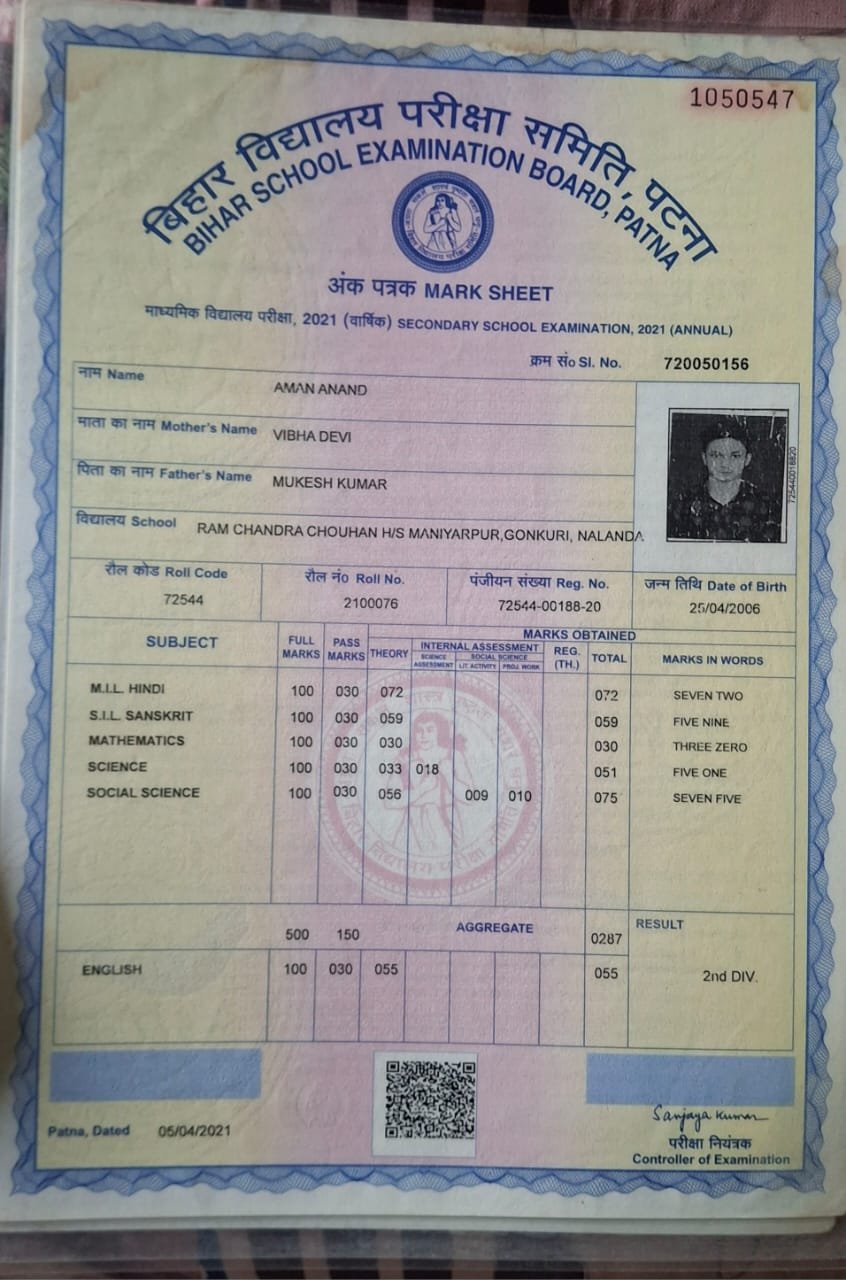 1050547
बिहार विद्यालय परीक्षा समिति, पटना
BIHAR SCHOOL EXAMINATION BOARD, PATNA
अंक पत्रक MARK SHEET
माध्यमिक विद्यालय परीक्षा, 2021 (वार्षिक) SECONDARY SCHOOL EXAMINATION, 2021 (ANNUAL)
क्रम सं० Sl. No. 720050156
नाम Name AMAN ANAND
माता का नाम Mother's Name VIBHA DEVI
पिता का नाम Father's Name MUKESH KUMAR
विद्यालय School RAM CHANDRA CHOUHAN H/S MANIYARPUR,GONKURI, NALANDA
725440018820
रौल कोड Roll Code रौल नं० Roll No. पंजीयन संख्या Reg. No. जन्म तिथि Date of Birth
72544 2100076 72544-00188-20 25/04/2006
SUBJECT FULL MARKS PASS MARKS MARKS OBTAINED
THEORY INTERNAL ASSESSMENT REG. (TH.) TOTAL MARKS IN WORDS
SCIENCE ASSESSMENT SOCIAL SCIENCE LIT. ACTIVITY PROJ. WORK
M.I.L. HINDI 100 030 072 072 SEVEN TWO
S.I.L. SANSKRIT 100 030 059 059 FIVE NINE
MATHEMATICS 100 030 030 030 THREE ZERO
SCIENCE 100 030 033 018 051 FIVE ONE
SOCIAL SCIENCE 100 030 056 009 010 075 SEVEN FIVE
500 150 AGGREGATE 0287 RESULT
ENGLISH 100 030 055 055 2nd DIV.
Patna, Dated 05/04/2021
Sanjaya Kumar
परीक्षा नियंत्रक
Controller of Examination